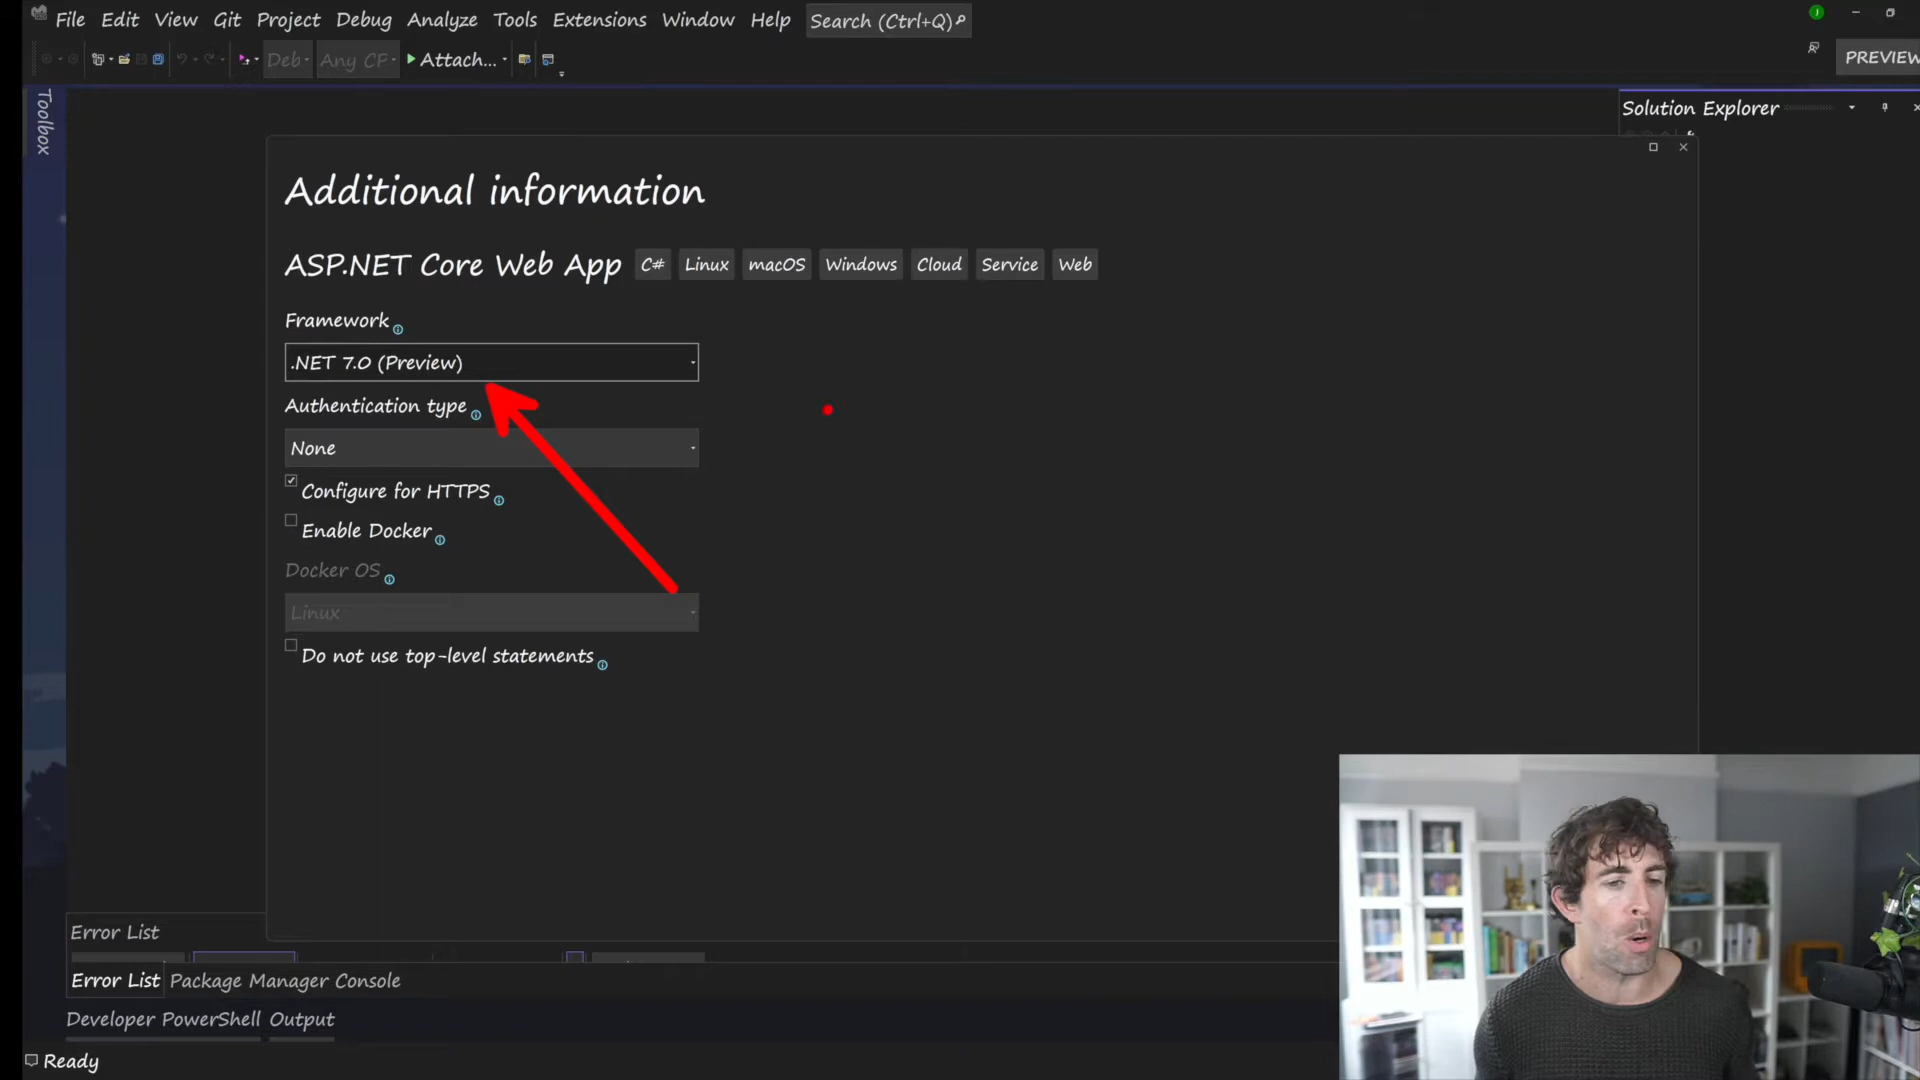 File Edit View Git Project Debug Analyze Tools Extensions Window Help Search (Ctrl+Q)
Deb Any CF Attach... PREVIEW
Toolbox
Solution Explorer
Additional information
ASP.NET Core Web App C# Linux macOS Windows Cloud Service Web
Framework
.NET 7.0 (Preview)
Authentication type
None
Configure for HTTPS
Enable Docker
Docker OS
Linux
Do not use top-level statements
Error List
Error List Package Manager Console
Developer PowerShell Output
Ready